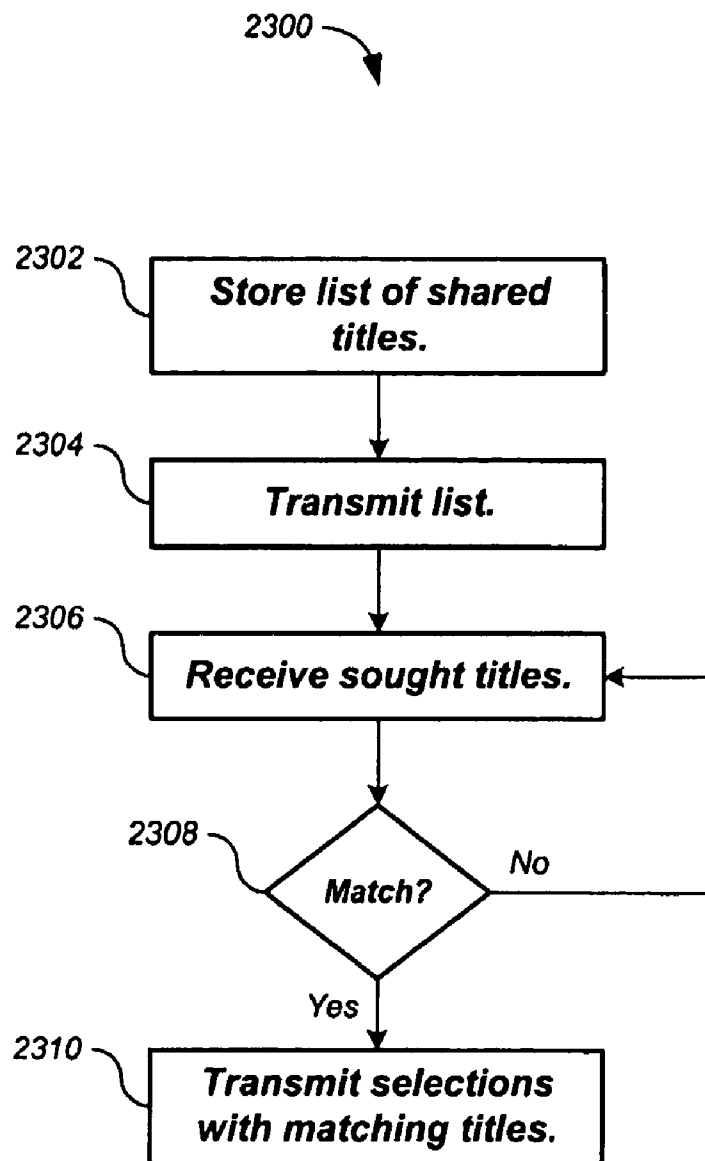 2300
2302
Store list of shared
titles.
2304
Transmit list.
2306
Receive sought titles.
2308
Match?
No
Yes
2310
Transmit selections
with matching titles.